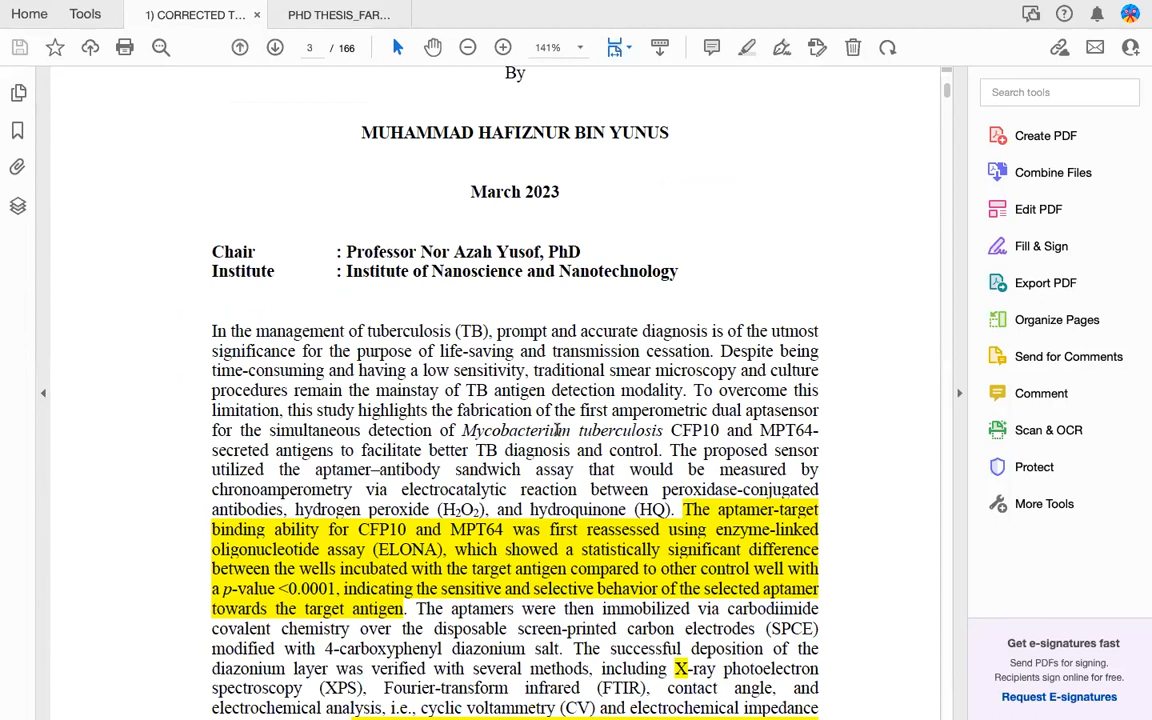 Home Tools 1) CORRECTED T... × PHD THESIS_FAR...
3 / 166 141%
By
MUHAMMAD HAFIZNUR BIN YUNUS
March 2023
Chair : Professor Nor Azah Yusof, PhD
Institute : Institute of Nanoscience and Nanotechnology
In the management of tuberculosis (TB), prompt and accurate diagnosis is of the utmost
significance for the purpose of life-saving and transmission cessation. Despite being
time-consuming and having a low sensitivity, traditional smear microscopy and culture
procedures remain the mainstay of TB antigen detection modality. To overcome this
limitation, this study highlights the fabrication of the first amperometric dual aptasensor
for the simultaneous detection of Mycobacterium tuberculosis CFP10 and MPT64-
secreted antigens to facilitate better TB diagnosis and control. The proposed sensor
utilized the aptamer–antibody sandwich assay that would be measured by
chronoamperometry via electrocatalytic reaction between peroxidase-conjugated
antibodies, hydrogen peroxide (H₂O₂), and hydroquinone (HQ). The aptamer-target
binding ability for CFP10 and MPT64 was first reassessed using enzyme-linked
oligonucleotide assay (ELONA), which showed a statistically significant difference
between the wells incubated with the target antigen compared to other control well with
a p-value <0.0001, indicating the sensitive and selective behavior of the selected aptamer
towards the target antigen. The aptamers were then immobilized via carbodiimide
covalent chemistry over the disposable screen-printed carbon electrodes (SPCE)
modified with 4-carboxyphenyl diazonium salt. The successful deposition of the
diazonium layer was verified with several methods, including X-ray photoelectron
spectroscopy (XPS), Fourier-transform infrared (FTIR), contact angle, and
electrochemical analysis, i.e., cyclic voltammetry (CV) and electrochemical impedance
Search tools
Create PDF
Combine Files
Edit PDF
Fill & Sign
Export PDF
Organize Pages
Send for Comments
Comment
Scan & OCR
Protect
More Tools
Get e-signatures fast
Send PDFs for signing.
Recipients sign online for free.
Request E-signatures